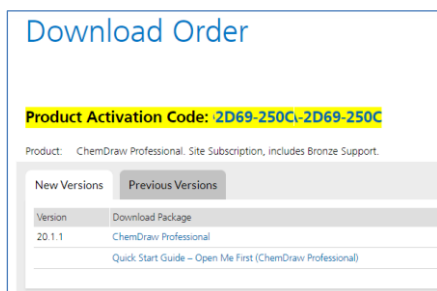 Download Order
Product Activation Code: 2D69-250C\-2D69-250C
Product: ChemDraw Professional. Site Subscription, includes Bronze Support.
New Versions Previous Versions
Version Download Package
20.1.1 ChemDraw Professional
Quick Start Guide – Open Me First (ChemDraw Professional)